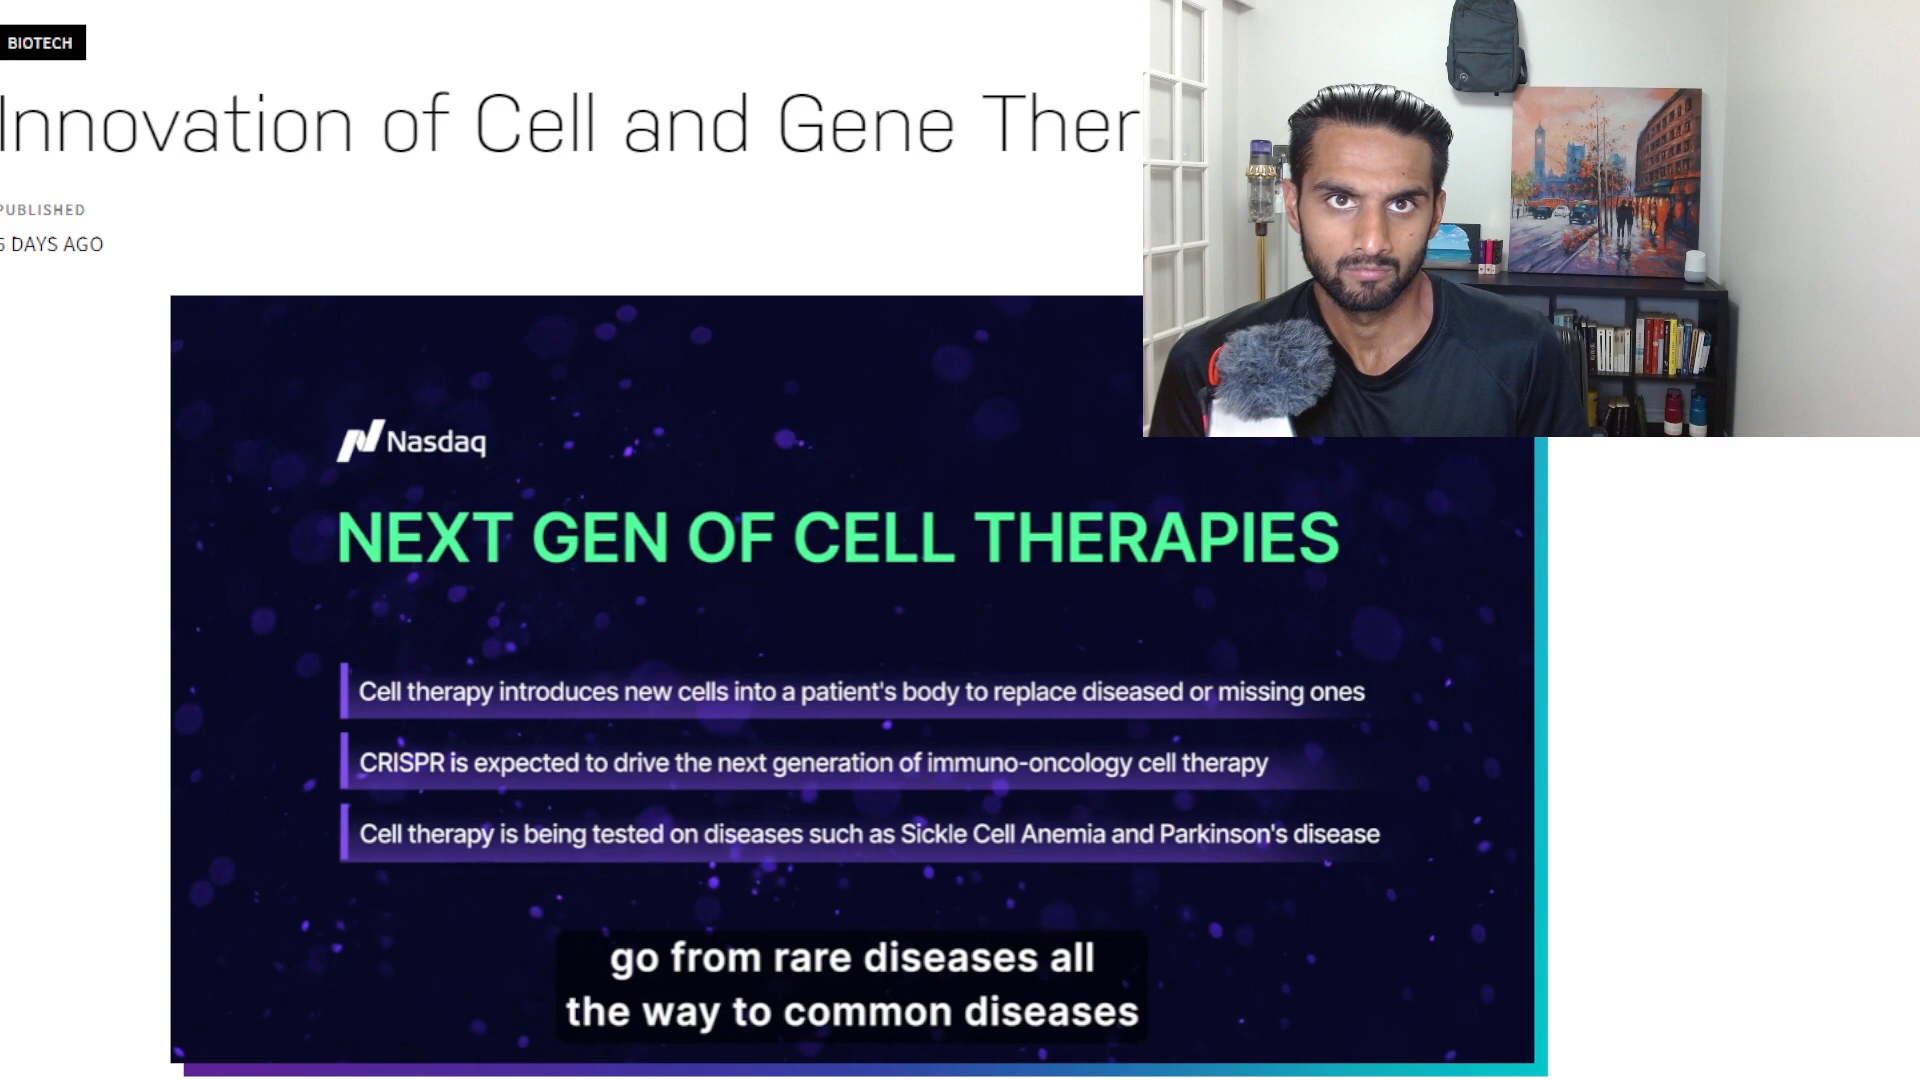 BIOTECH
Innovation of Cell and Gene Ther
PUBLISHED
DAYS AGO
Nasdaq
NEXT GEN OF CELL THERAPIES
Cell therapy introduces new cells into a patient's body to replace diseased or missing ones
CRISPR is expected to drive the next generation of immuno-oncology cell therapy
Cell therapy is being tested on diseases such as Sickle Cell Anemia and Parkinson's disease
go from rare diseases all
the way to common diseases